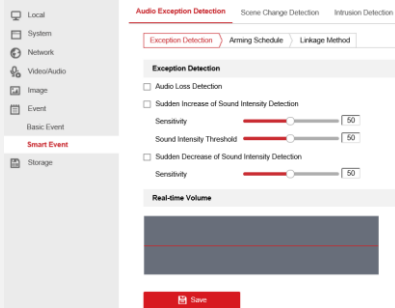 Local
System
Network
Video/Audio
Image
Event
Basic Event
Smart Event
Storage
Audio Exception Detection Scene Change Detection Intrusion Detection
Exception Detection Arming Schedule Linkage Method
Exception Detection
Audio Loss Detection
Sudden Increase of Sound Intensity Detection
Sensitivity 50
Sound Intensity Threshold 50
Sudden Decrease of Sound Intensity Detection
Sensitivity 50
Real-time Volume
Save